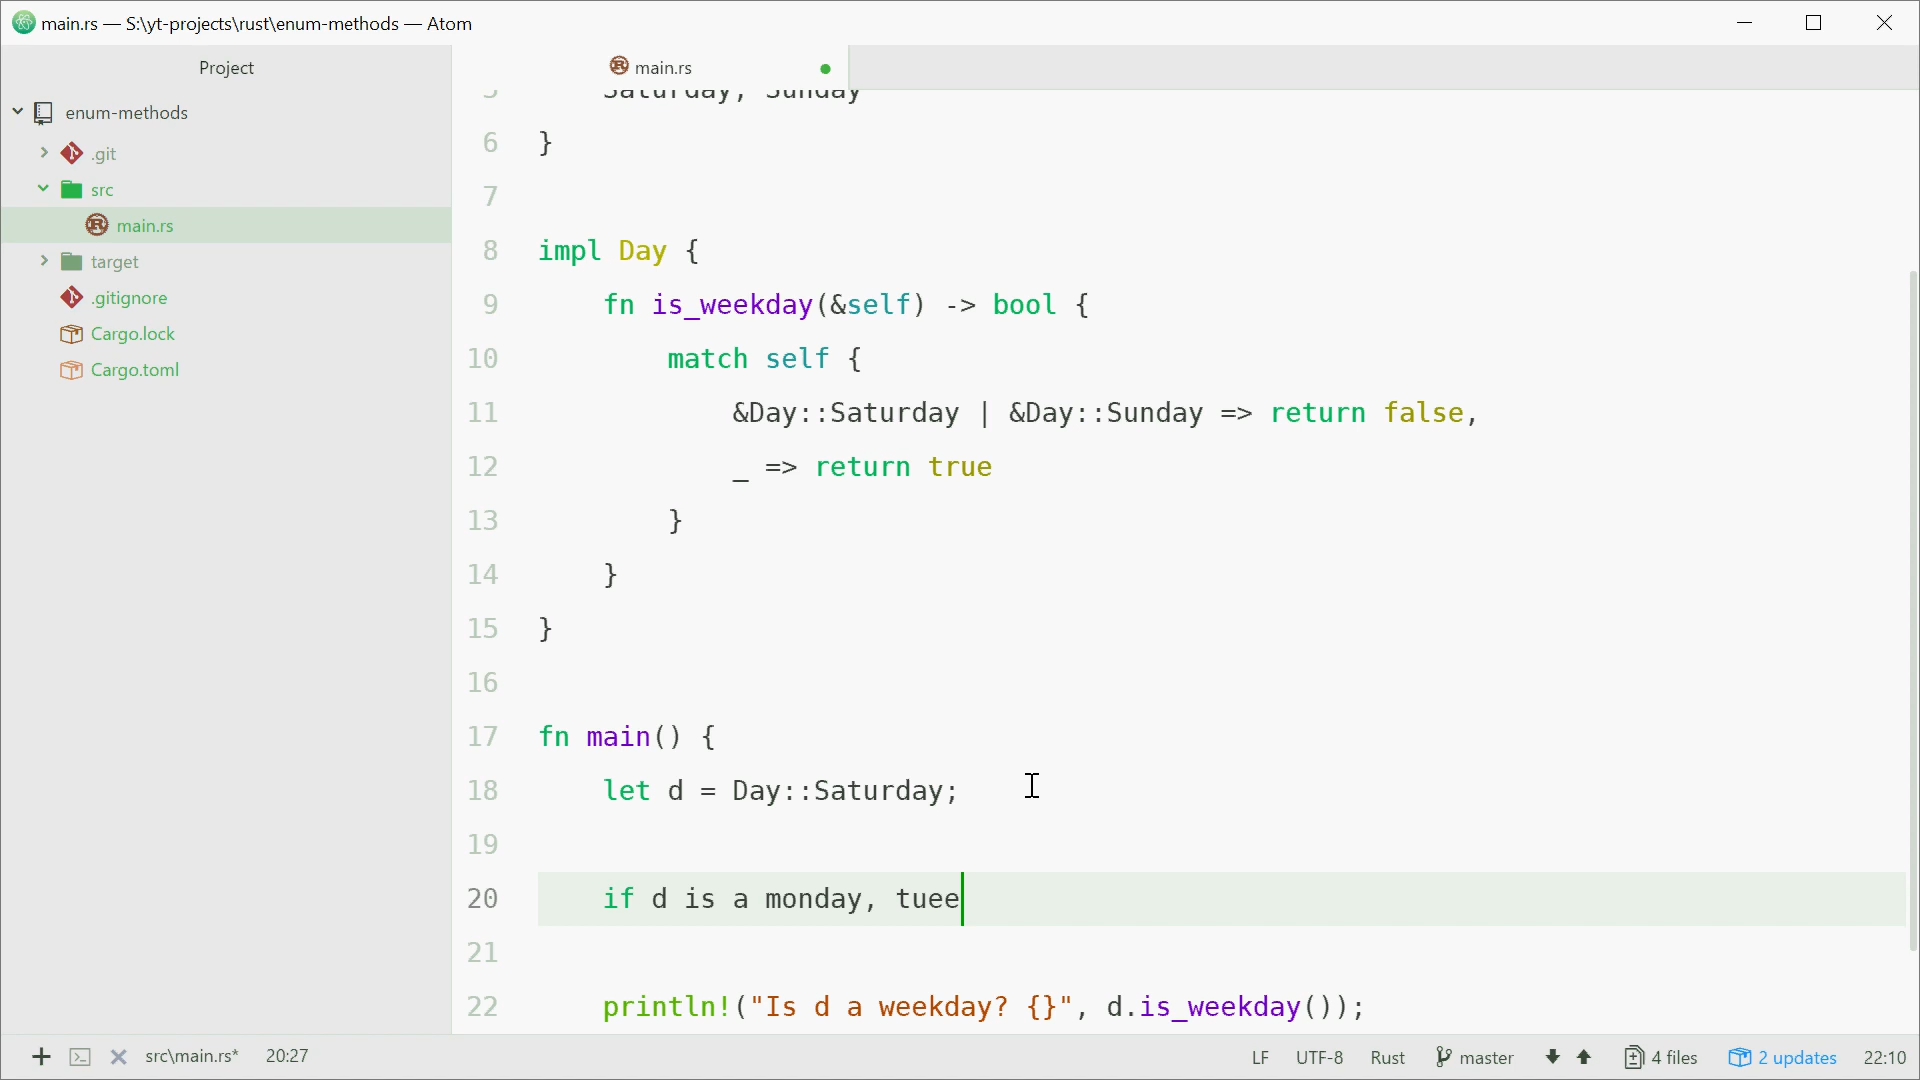 main.rs — S:\yt-projects\rust\enum-methods — Atom
Project
enum-methods
.git
src
main.rs
target
.gitignore
Cargo.lock
Cargo.toml
main.rs
5     Saturday, Sunday
6 }
7
8 impl Day {
9     fn is_weekday(&self) -> bool {
10         match self {
11             &Day::Saturday | &Day::Sunday => return false,
12             _ => return true
13         }
14     }
15 }
16
17 fn main() {
18     let d = Day::Saturday;
19
20     if d is a monday, tuee
21
22     println!("Is d a weekday? {}", d.is_weekday());
src\main.rs* 20:27 LF UTF-8 Rust master 4 files 2 updates 22:10